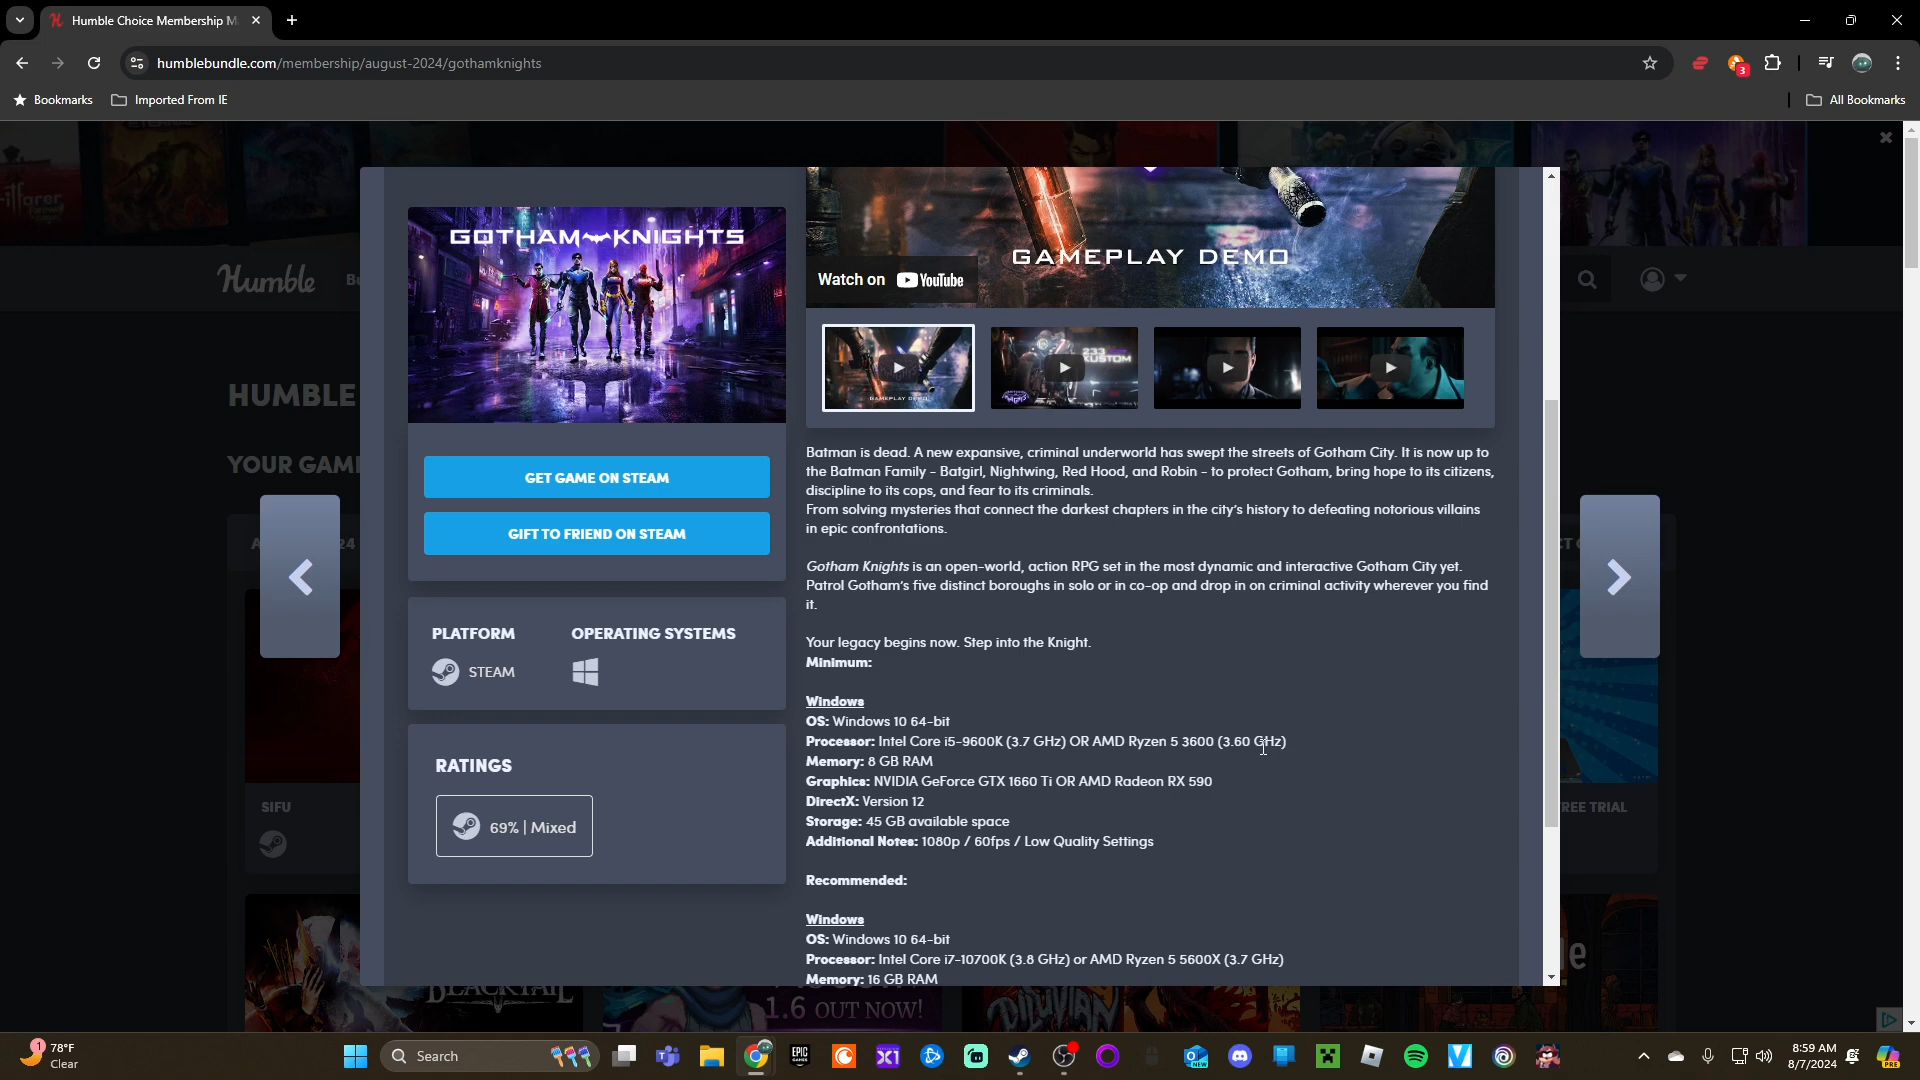 Humble Choice Membership M
humblebundle.com/membership/august-2024/gothamknights
3
Bookmarks
Imported From IE
All Bookmarks
Humble
Bu
GOTHAM KNIGHTS
GAMEPLAY DEMO
Watch on YouTube
GAMEPLAY DEMO
233 KUSTOM
HUMBLE
YOUR GAM
GET GAME ON STEAM
GIFT TO FRIEND ON STEAM
Batman is dead. A new expansive, criminal underworld has swept the streets of Gotham City. It is now up to
the Batman Family - Batgirl, Nightwing, Red Hood, and Robin - to protect Gotham, bring hope to its citizens,
discipline to its cops, and fear to its criminals.
From solving mysteries that connect the darkest chapters in the city's history to defeating notorious villains
in epic confrontations.
Gotham Knights is an open-world, action RPG set in the most dynamic and interactive Gotham City yet.
Patrol Gotham's five distinct boroughs in solo or in co-op and drop in on criminal activity wherever you find
it.
Your legacy begins now. Step into the Knight.
Minimum:
Windows
OS: Windows 10 64-bit
Processor: Intel Core i5-9600K (3.7 GHz) OR AMD Ryzen 5 3600 (3.60 GHz)
Memory: 8 GB RAM
Graphics: NVIDIA GeForce GTX 1660 Ti OR AMD Radeon RX 590
DirectX: Version 12
Storage: 45 GB available space
Additional Notes: 1080p / 60fps / Low Quality Settings
Recommended:
Windows
OS: Windows 10 64-bit
Processor: Intel Core i7-10700K (3.8 GHz) or AMD Ryzen 5 5600X (3.7 GHz)
Memory: 16 GB RAM
PLATFORM
OPERATING SYSTEMS
STEAM
RATINGS
69% | Mixed
SIFU
REE TRIAL
BLACKTAIL
1.6 OUT NOW!
DILUVIAN
78°F
Clear
Search
EPIC GAMES
X1
NEW
8:59 AM
8/7/2024
PRE